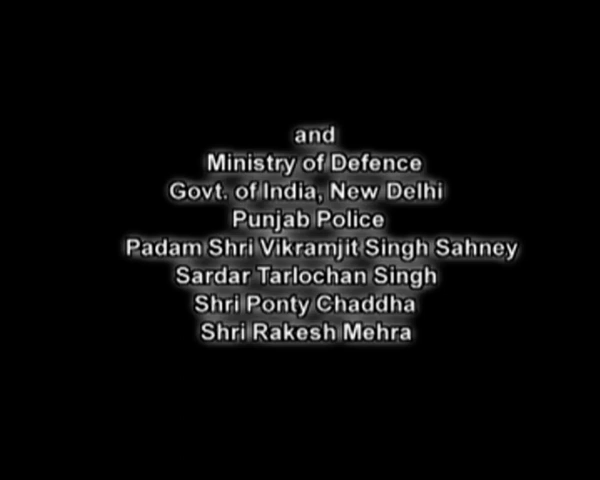 and
Ministry of Defence
Govt. of India, New Delhi
Punjab Police
Padam Shri Vikramjit Singh Sahney
Sardar Tarlochan Singh
Shri Ponty Chaddha
Shri Rakesh Mehra